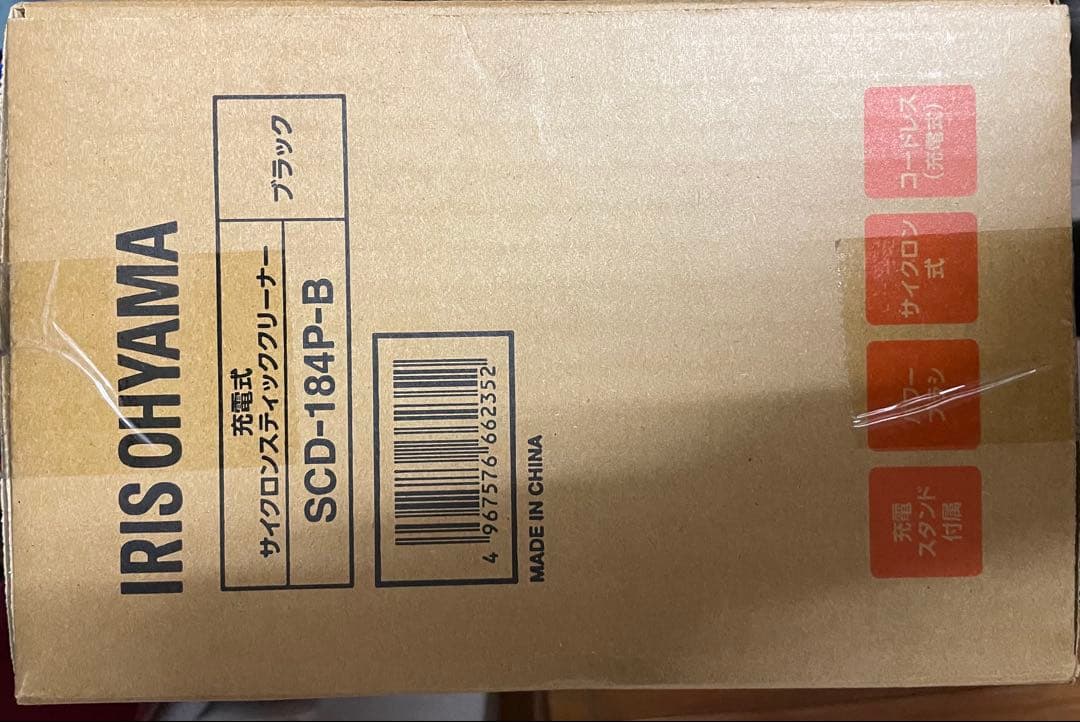 IRIS OHYAMA
充電式
サイクロンスティッククリーナー
ブラック
SCD-184P-B
4 967576 662352
MADE IN CHINA
充電
スタンド
付属
パワー
ブラシ
サイクロン
式
コードレス
(充電式)